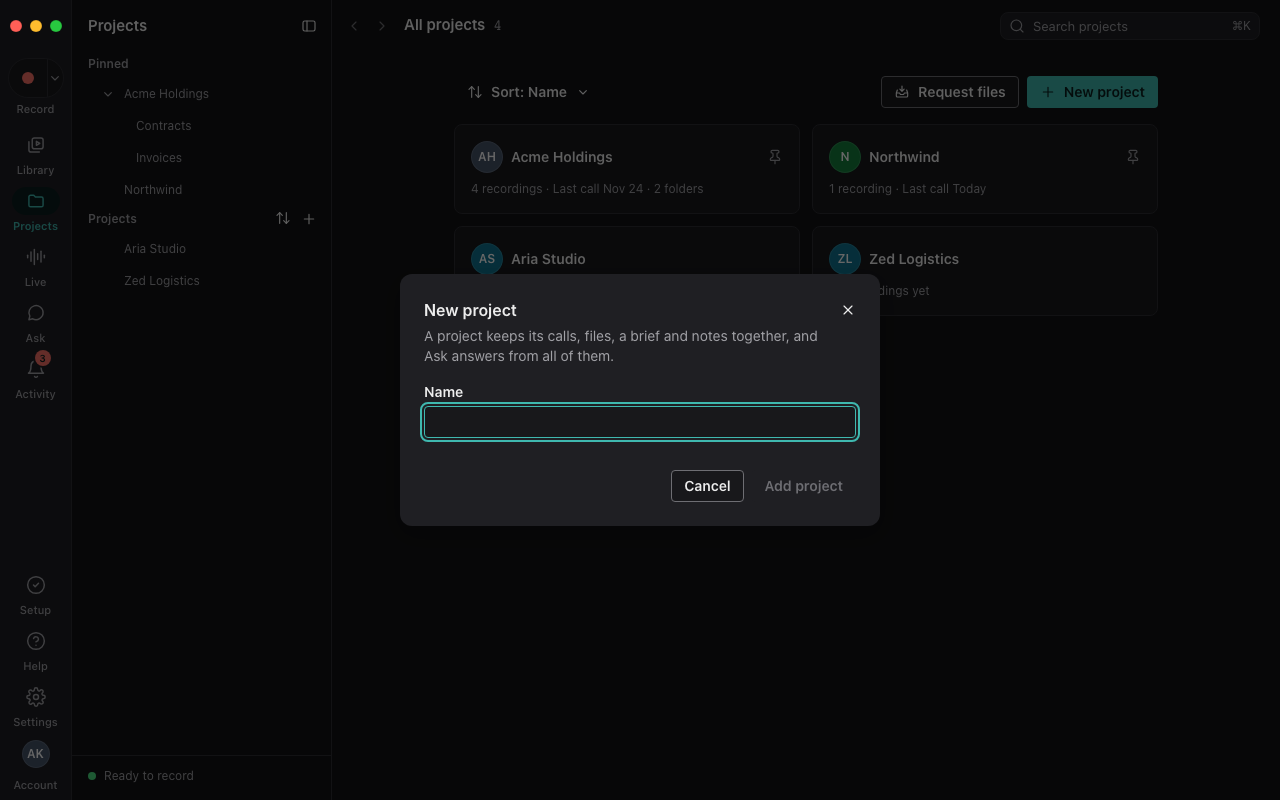 Projects
All projects 4
Search projects ⌘K
Pinned
Acme Holdings
Contracts
Invoices
Northwind
Projects
Aria Studio
Zed Logistics
Record
Library
Projects
Live
Ask
3
Activity
Setup
Help
Settings
AK
Account
Ready to record
Sort: Name
Request files
New project
AH Acme Holdings
4 recordings · Last call Nov 24 · 2 folders
N Northwind
1 recording · Last call Today
AS Aria Studio
ZL Zed Logistics
yet
New project
A project keeps its calls, files, a brief and notes together, and
Ask answers from all of them.
Name
Cancel
Add project